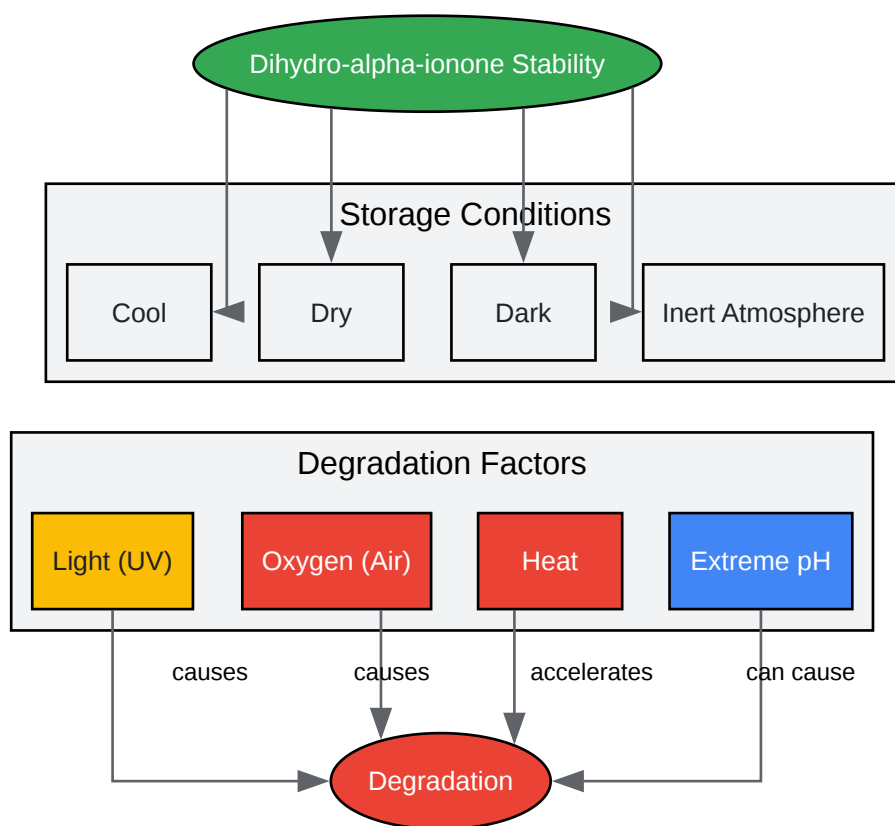 Dihydro-alpha-ionone Stability
Storage Conditions
Cool
Dry
Dark
Inert Atmosphere
Degradation Factors
Light (UV)
Oxygen (Air)
Heat
Extreme pH
causes
causes
accelerates
can cause
Degradation